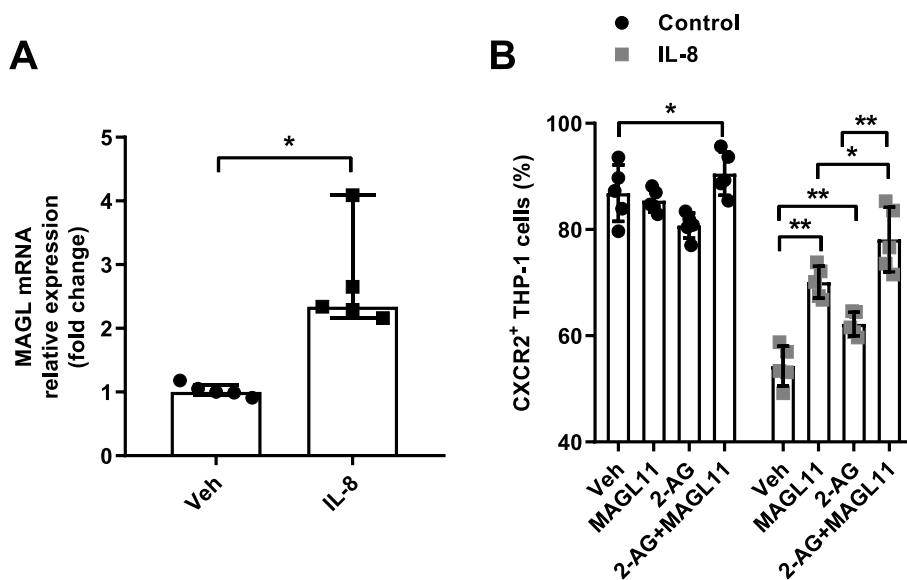 Control
IL-8
A
B
MAGL mRNA
relative expression
(fold change)
5
4
3
2
1
0
*
Veh
IL-8
CXCR2+ THP-1 cells (%)
100
80
60
40
*
**
*
**
**
Veh
MAGL11
2-AG
2-AG+MAGL11
Veh
MAGL11
2-AG
2-AG+MAGL11